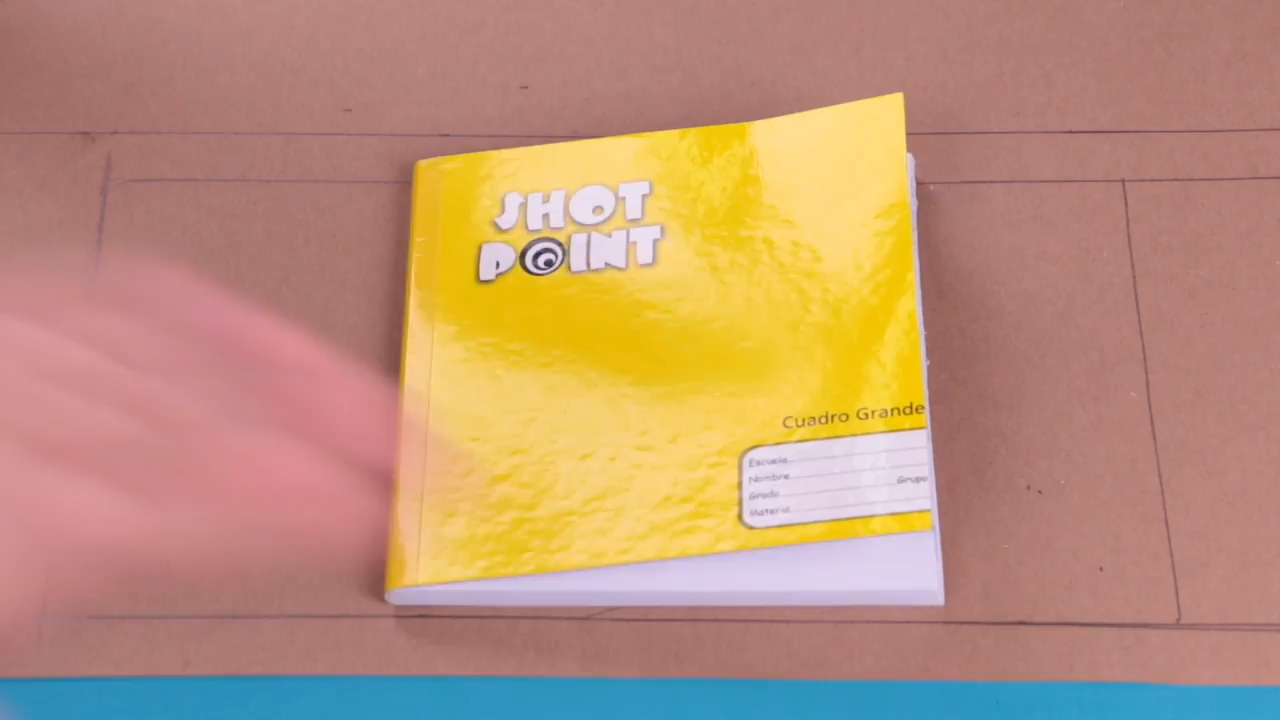 SHOT
POINT
Cuadro Grande
Escuela
Nombre
Grado Grupo
Materia